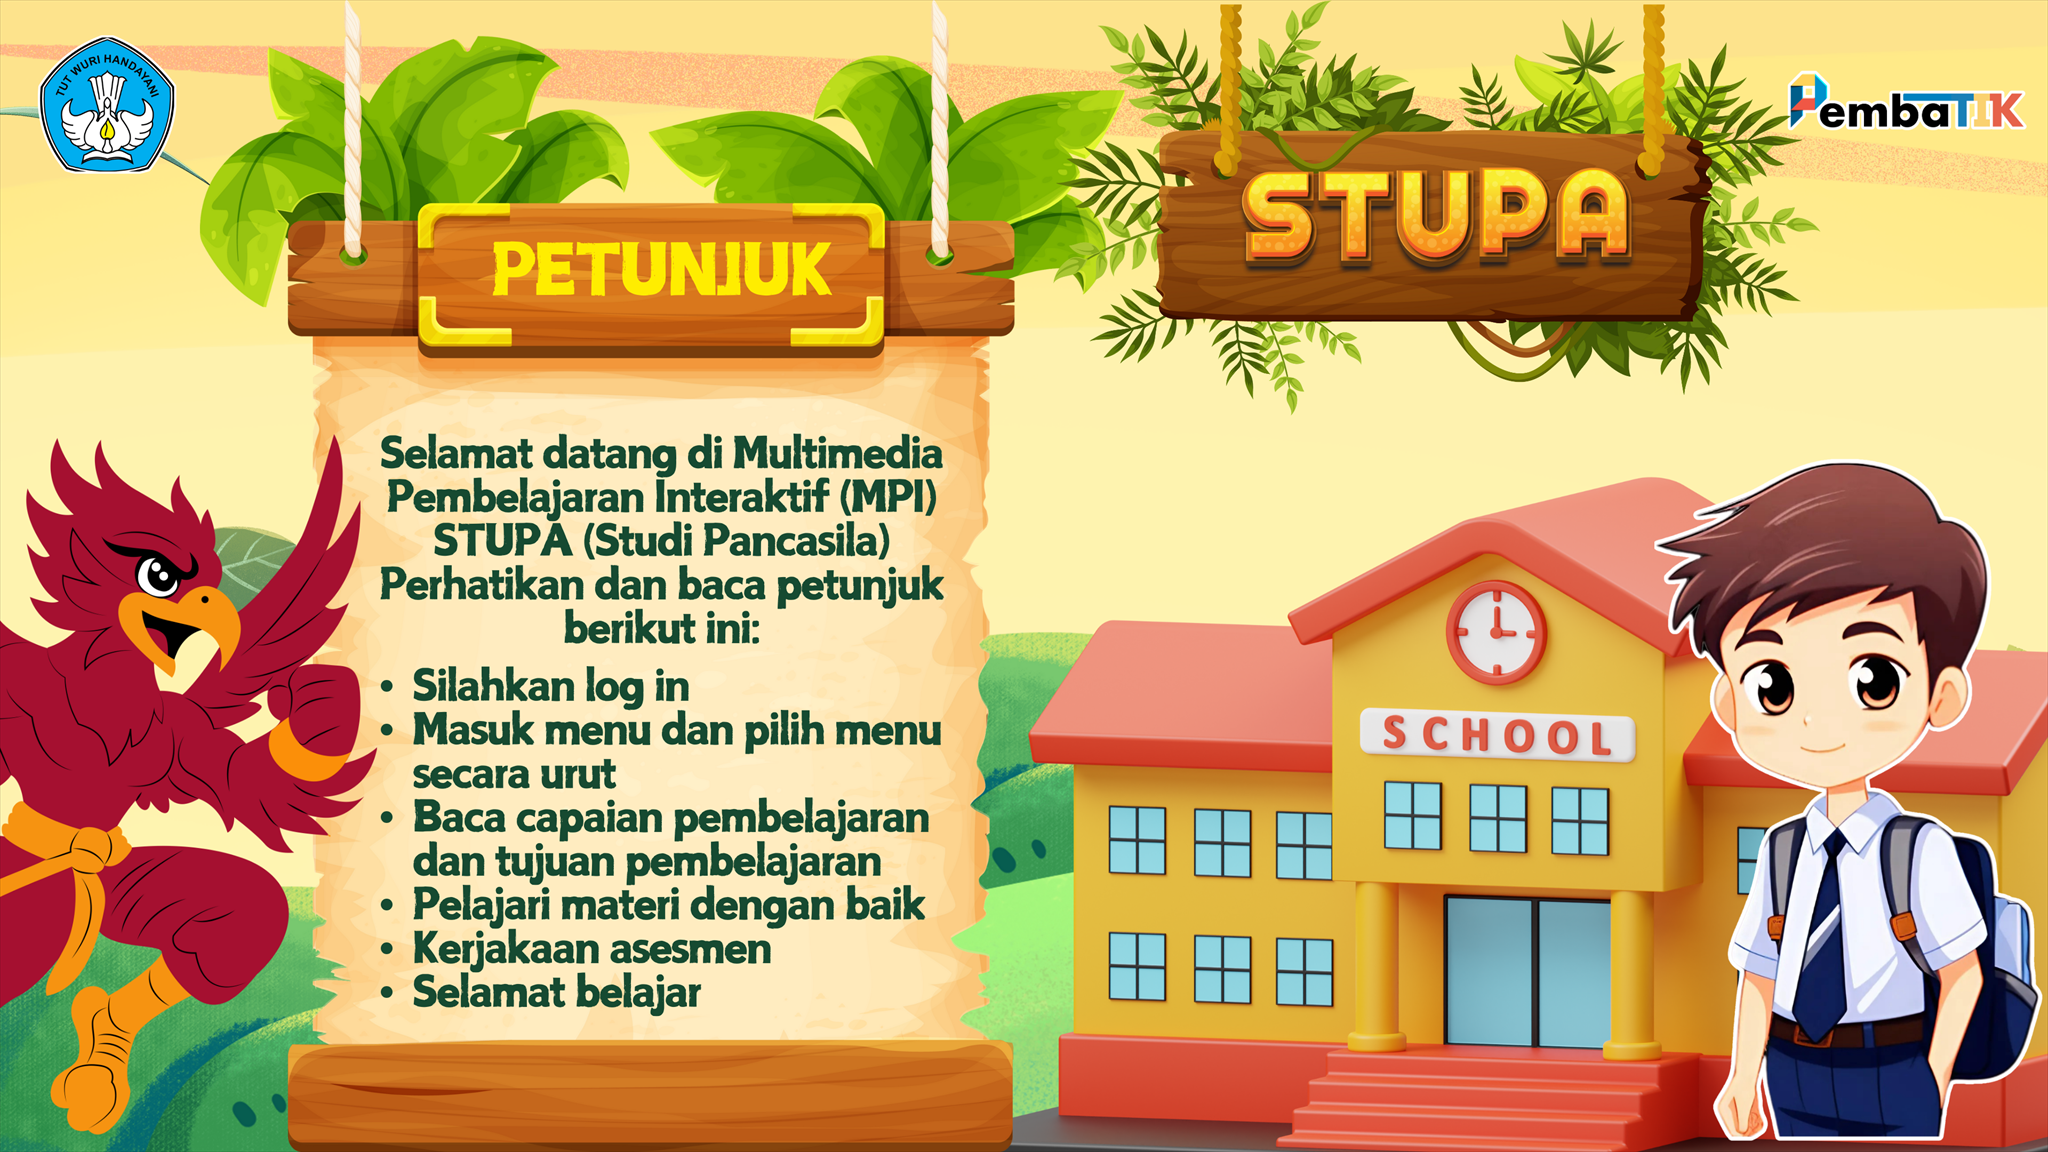 TUT WURI HANDAYANI
PembaTIK
STUPA
PETUNJUK
Selamat datang di Multimedia
Pembelajaran Interaktif (MPI)
STUPA (Studi Pancasila)
Perhatikan dan baca petunjuk
berikut ini:
• Silahkan log in
• Masuk menu dan pilih menu
secara urut
• Baca capaian pembelajaran
dan tujuan pembelajaran
• Pelajari materi dengan baik
• Kerjakaan asesmen
• Selamat belajar
SCHOOL